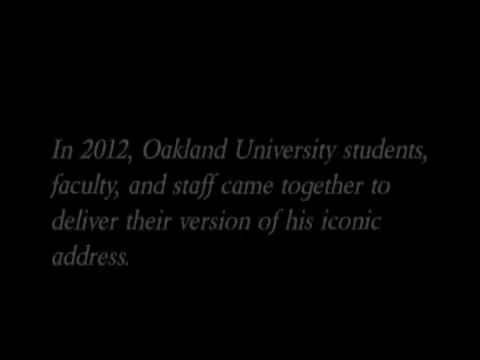 In 2012, Oakland University students,
faculty, and staff came together to
deliver their version of his iconic
address.